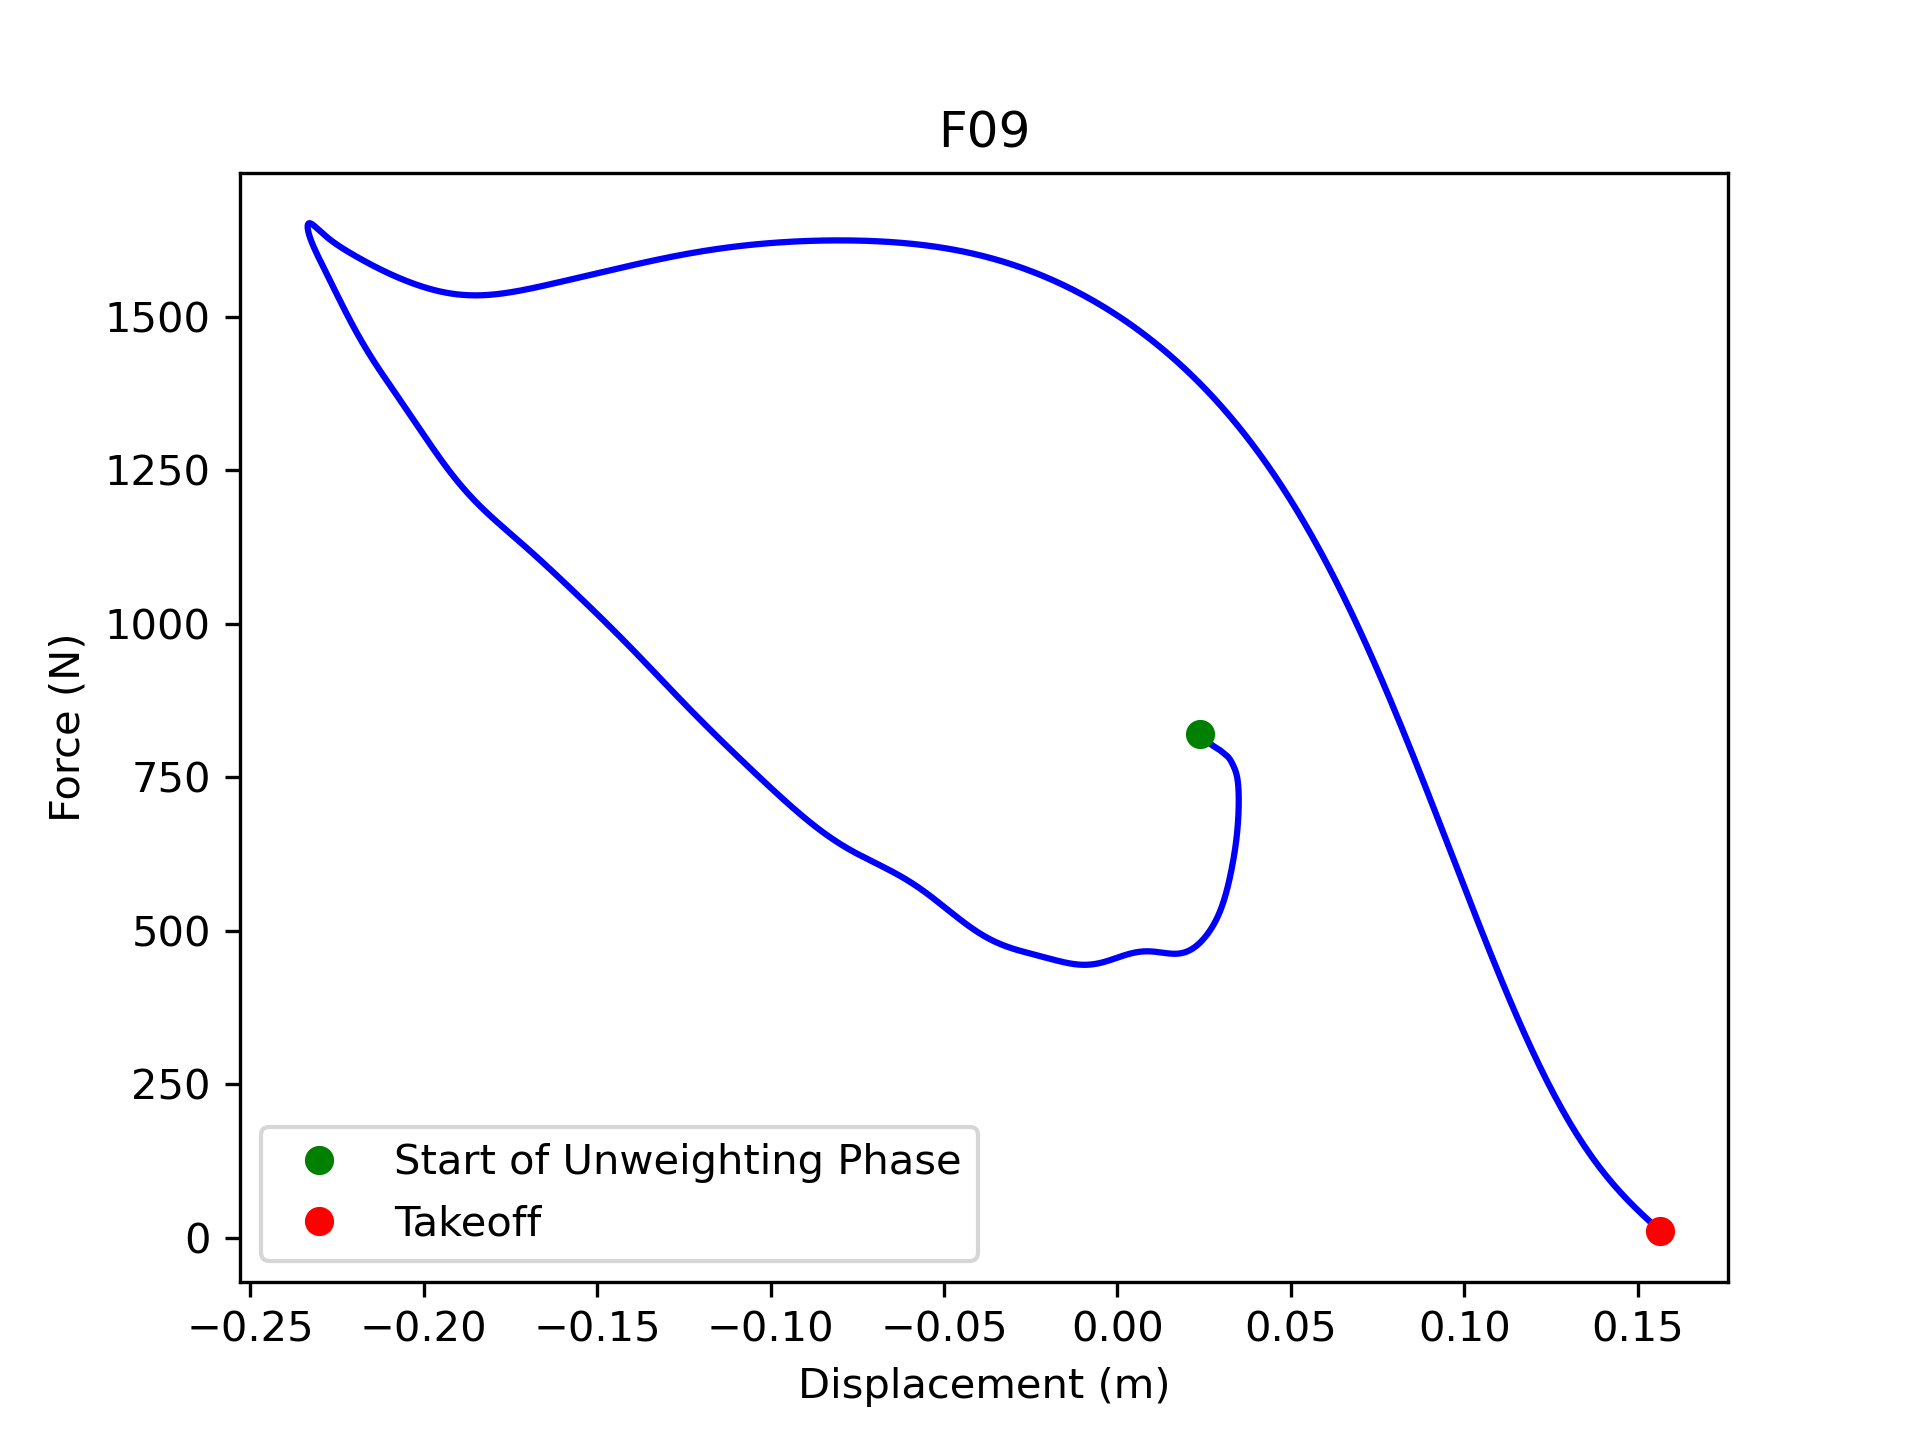 F09
Force (N)
1500
1250
1000
750
500
250
0
Start of Unweighting Phase
Takeoff
−0.25 −0.20 −0.15 −0.10 −0.05 0.00 0.05 0.10 0.15
Displacement (m)